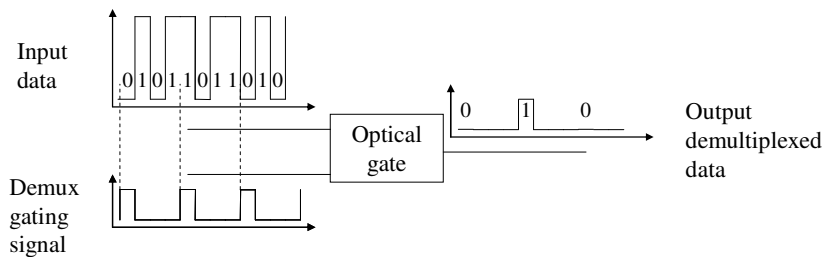 Input
data
0 1 0 1 1 0 1 1 0 1 0
Demux
gating
signal
Optical
gate
0 1 0
Output
demultiplexed
data